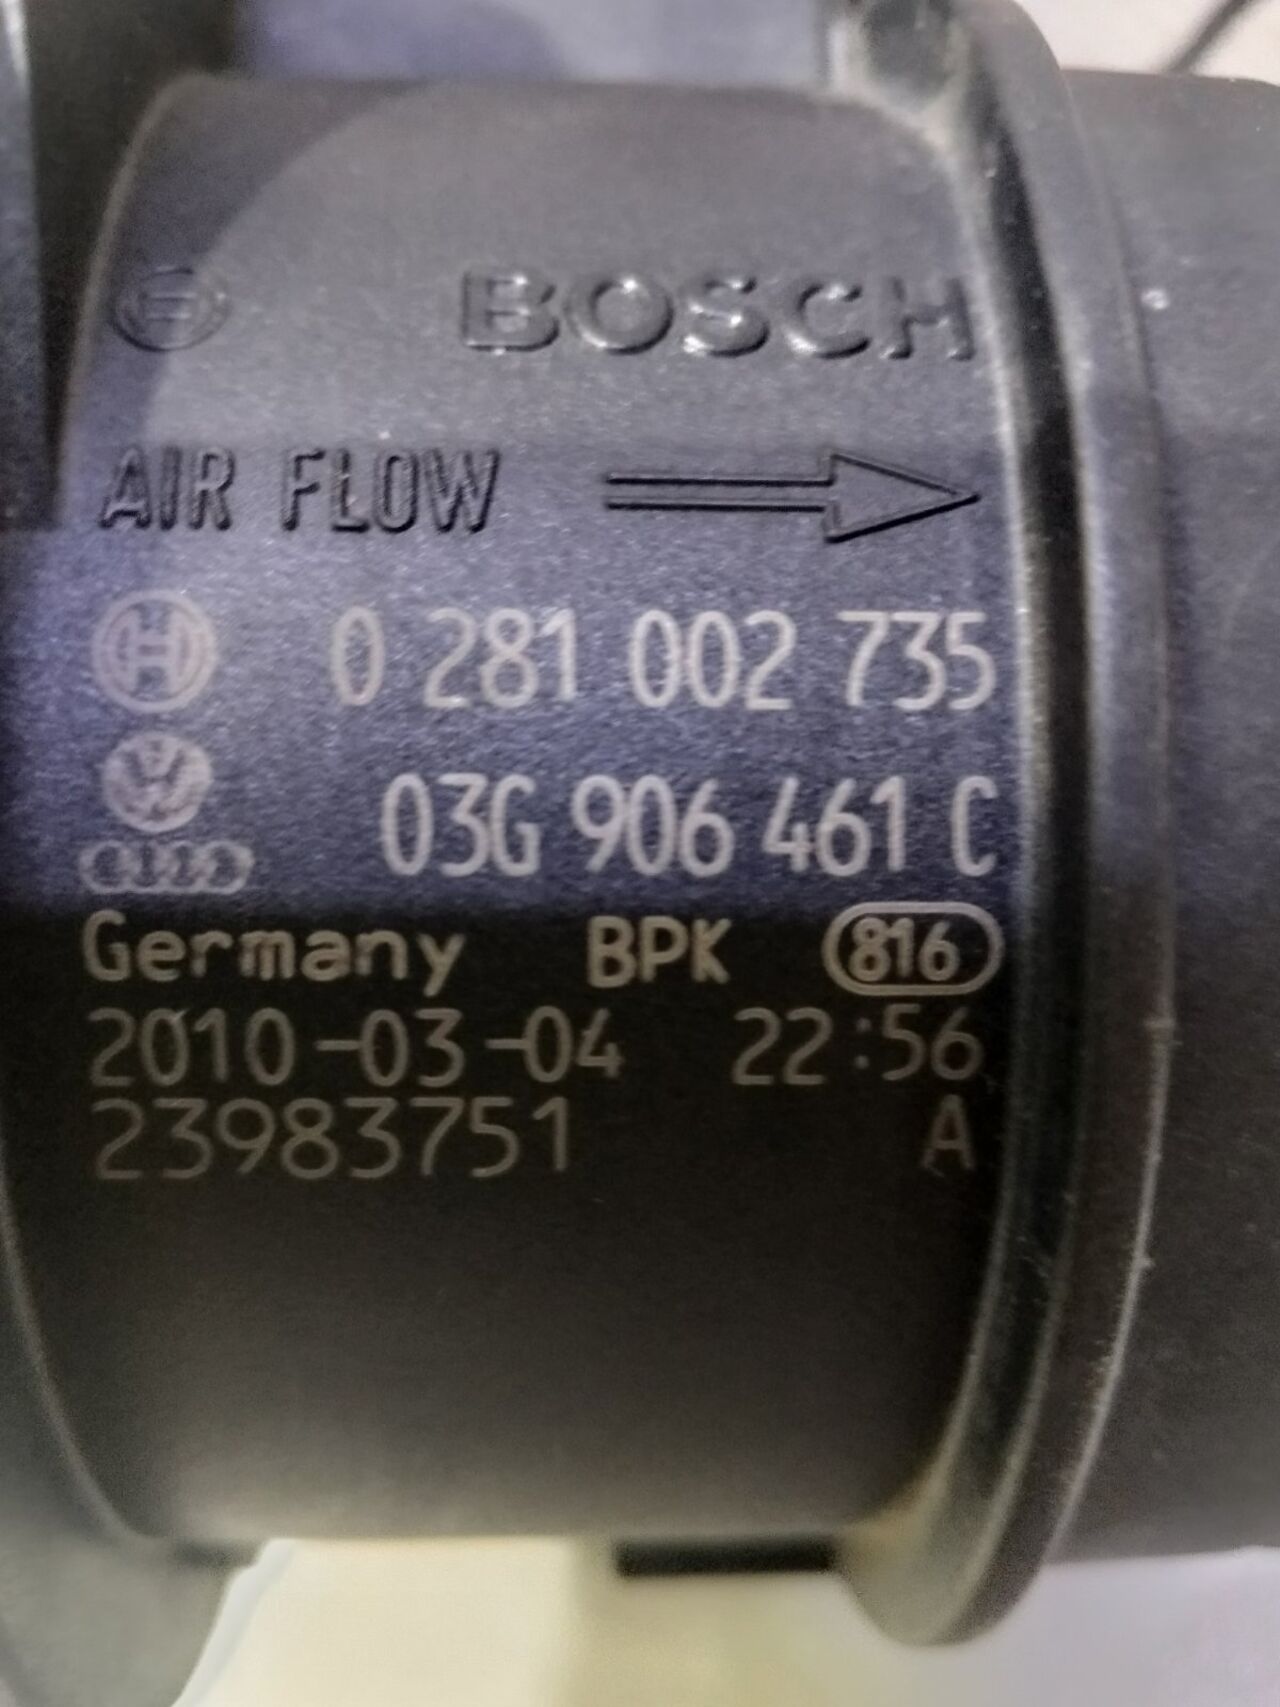 BOSCH
AIR FLOW
0 281 002 735
03G 906 461 C
Germany BPK 816
2010-03-04 22:56
23983751 A